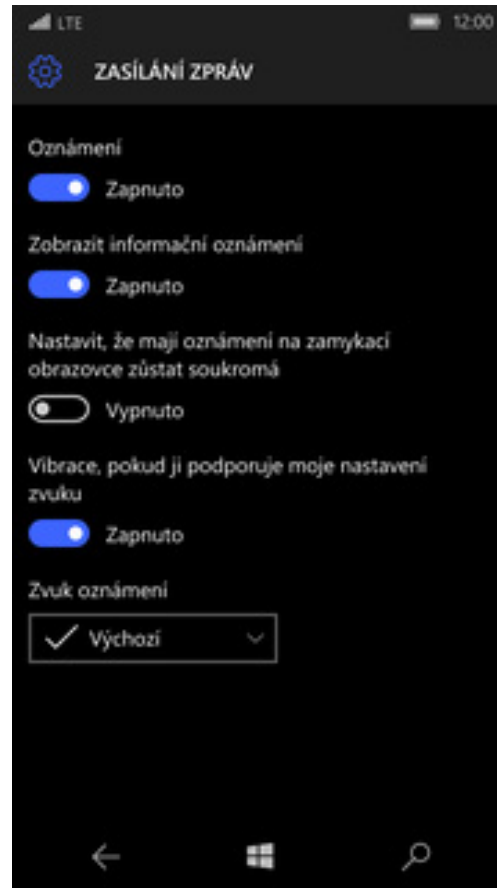 LTE 12:00
ZASÍLÁNÍ ZPRÁV
Oznámení
Zapnuto
Zobrazit informační oznámení
Zapnuto
Nastavit, že mají oznámení na zamykací
obrazovce zůstat soukromá
Vypnuto
Vibrace, pokud ji podporuje moje nastavení
zvuku
Zapnuto
Zvuk oznámení
Výchozí